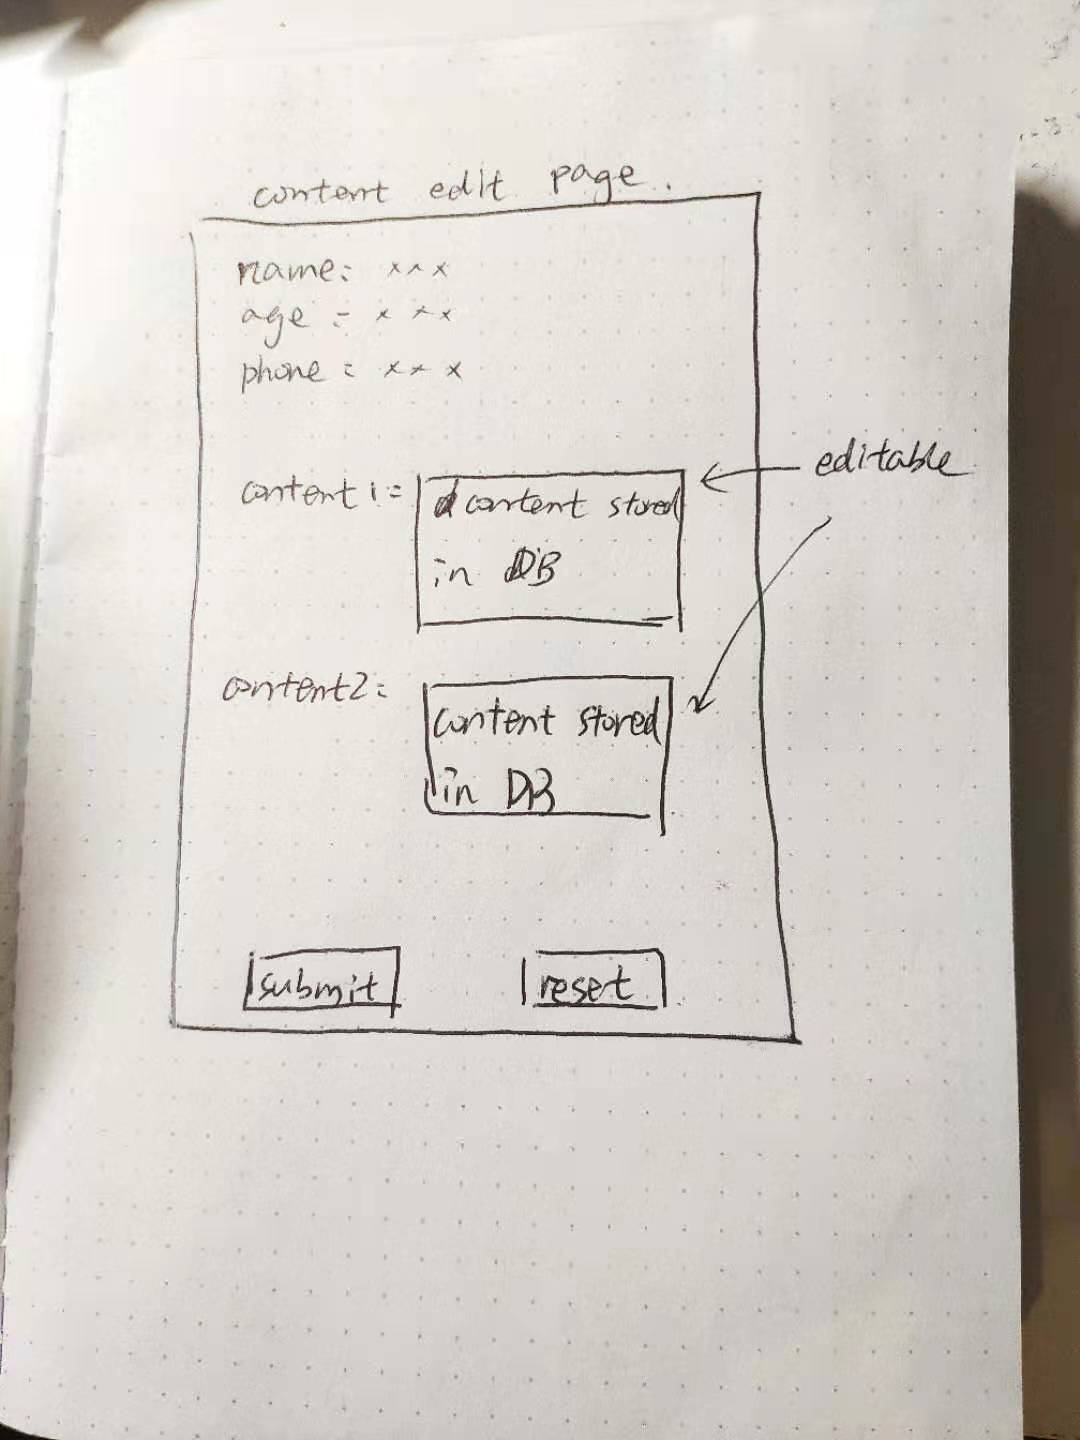 content edit page.
name: xxx
age: xxx
phone: xxx
editable
content1:
content stored
in DB
content2:
content stored
in DB
submit
reset